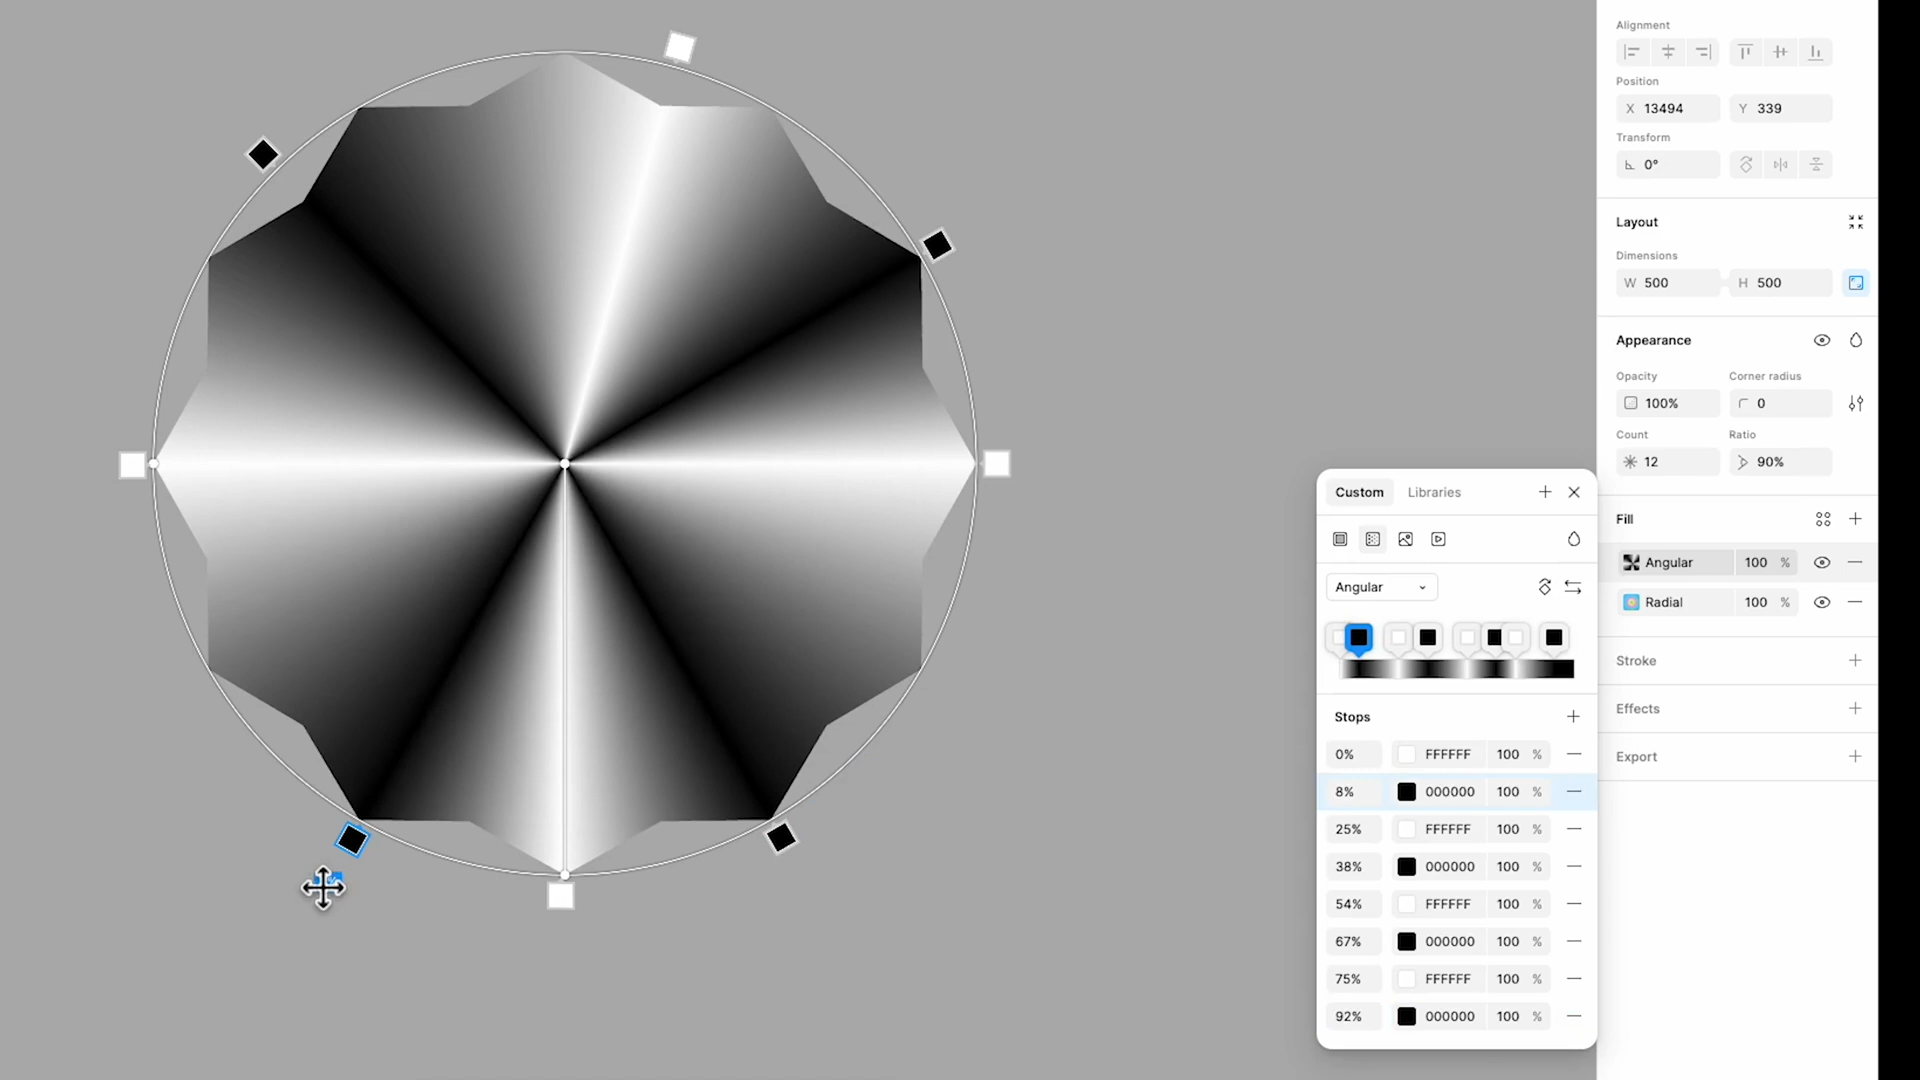 Alignment
Position
X 13494 Y 339
Transform
0°
Layout
Dimensions
W 500 H 500
Appearance
Opacity Corner radius
100% 0
Count Ratio
12 90%
Fill
Angular 100 %
Radial 100 %
Stroke
Effects
Export
Custom Libraries
Angular
Stops
0% FFFFFF 100 %
8% 000000 100 %
25% FFFFFF 100 %
38% 000000 100 %
54% FFFFFF 100 %
67% 000000 100 %
75% FFFFFF 100 %
92% 000000 100 %